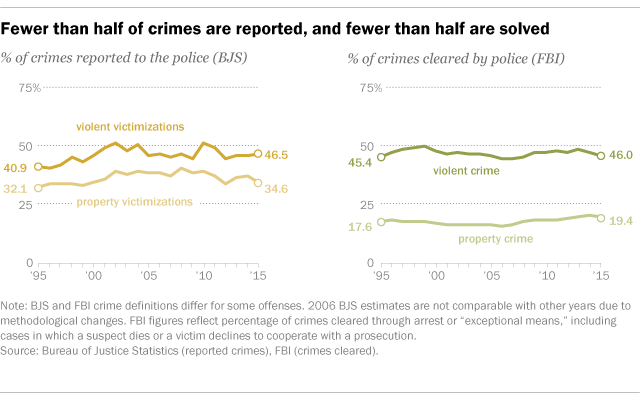 Fewer than half of crimes are reported, and fewer than half are solved
% of crimes reported to the police (BJS)
75%
violent victimizations
50
46.5
40.9
32.1
34.6
25
property victimizations
0
’95
’00
’05
’10
’15
% of crimes cleared by police (FBI)
75%
50
45.4
46.0
violent crime
25
17.6
19.4
property crime
0
’95
’00
’05
’10
’15
Note: BJS and FBI crime definitions differ for some offenses. 2006 BJS estimates are not comparable with other years due to
methodological changes. FBI figures reflect percentage of crimes cleared through arrest or “exceptional means,” including
cases in which a suspect dies or a victim declines to cooperate with a prosecution.
Source: Bureau of Justice Statistics (reported crimes), FBI (crimes cleared).